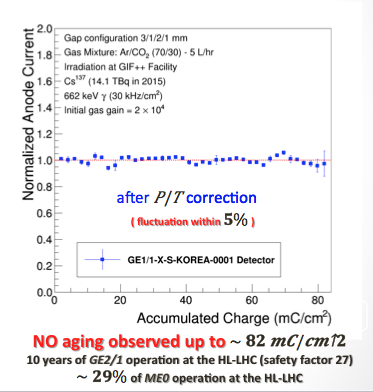 Normalized Anode Current
2.0
1.8
1.6
1.4
1.2
1.0
0.8
0.6
0.4
0.2
0.0
Gap configuration 3/1/2/1 mm
Gas Mixture: Ar/CO₂ (70/30) - 5 L/hr
Irradiation at GIF++ Facility
Cs¹³⁷ (14.1 TBq in 2015)
662 keV γ (30 kHz/cm²)
Initial gas gain = 2 × 10⁴
after P/T correction
( fluctuation within 5% )
GE1/1-X-S-KOREA-0001 Detector
0 20 40 60 80
Accumulated Charge (mC/cm²)
NO aging observed up to ~ 82 mC/cm↑2
10 years of GE2/1 operation at the HL-LHC (safety factor 27)
~ 29% of ME0 operation at the HL-LHC